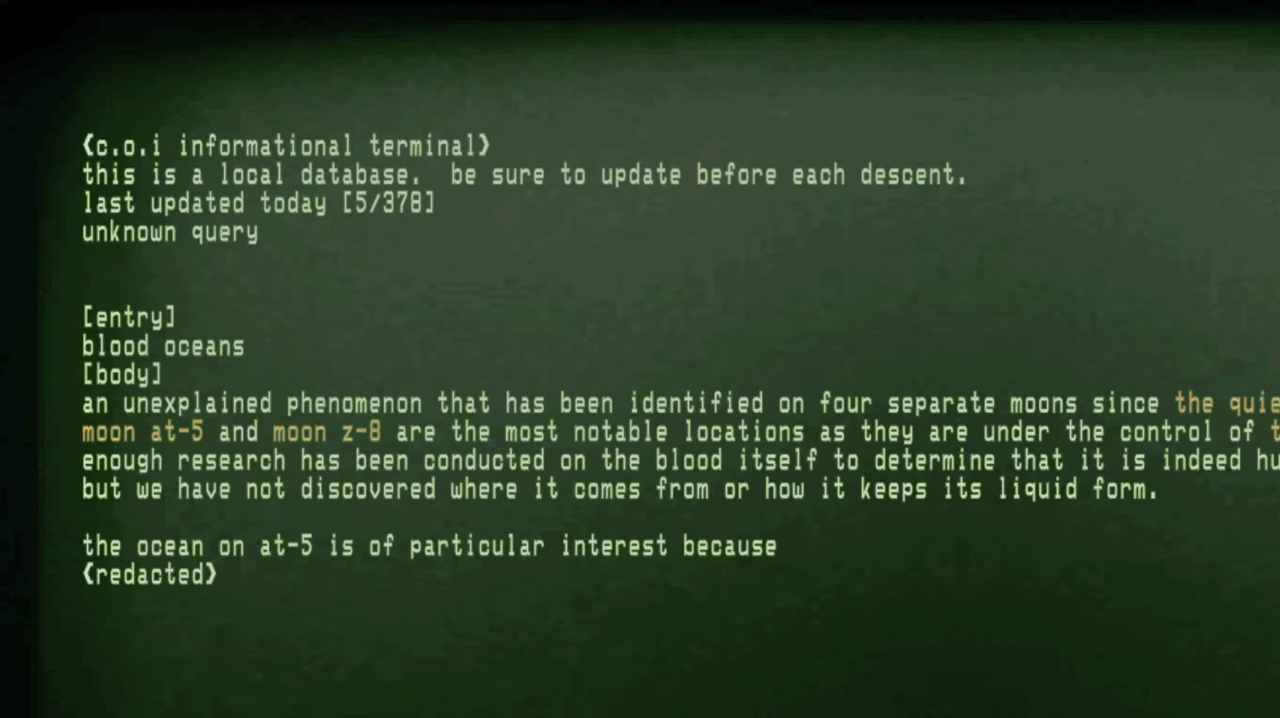 <c.o.i informational terminal>
this is a local database. be sure to update before each descent.
last updated today [5/378]
unknown query
[entry]
blood oceans
[body]
an unexplained phenomenon that has been identified on four separate moons since the
moon at-5 and moon z-8 are the most notable locations as they are under the control of
enough research has been conducted on the blood itself to determine that it is indeed
but we have not discovered where it comes from or how it keeps its liquid form.
the ocean on at-5 is of particular interest because
<redacted>